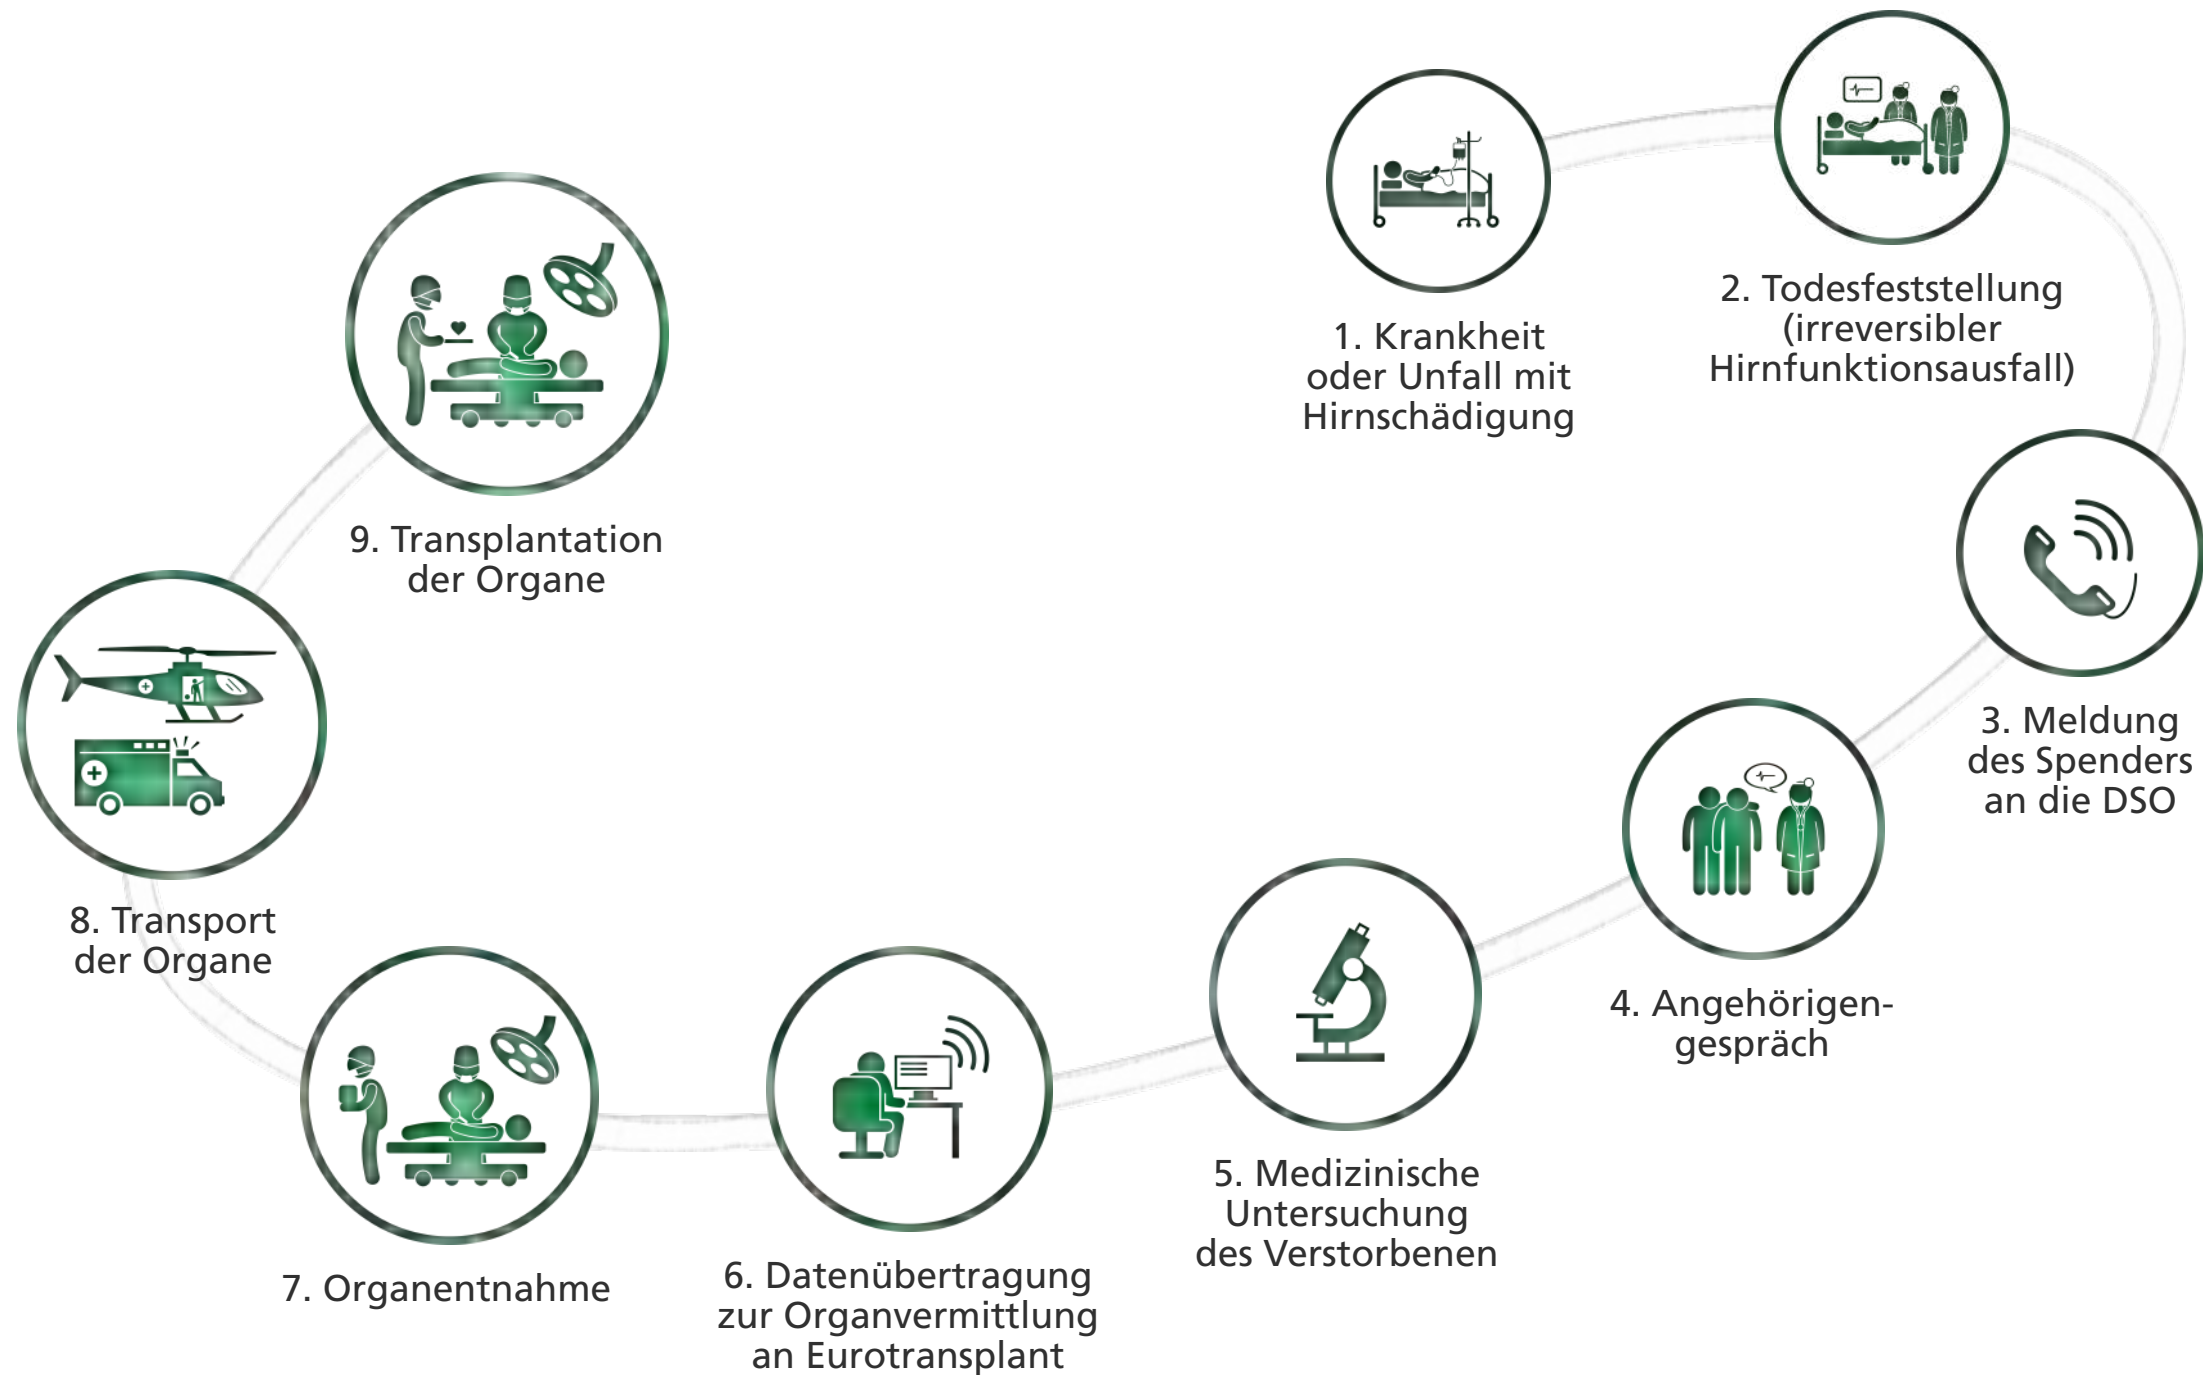 1. Krankheit
oder Unfall mit
Hirnschädigung
2. Todesfeststellung
(irreversibler
Hirnfunktionsausfall)
3. Meldung
des Spenders
an die DSO
4. Angehörigen-
gespräch
5. Medizinische
Untersuchung
des Verstorbenen
6. Datenübertragung
zur Organvermittlung
an Eurotransplant
7. Organentnahme
8. Transport
der Organe
9. Transplantation
der Organe